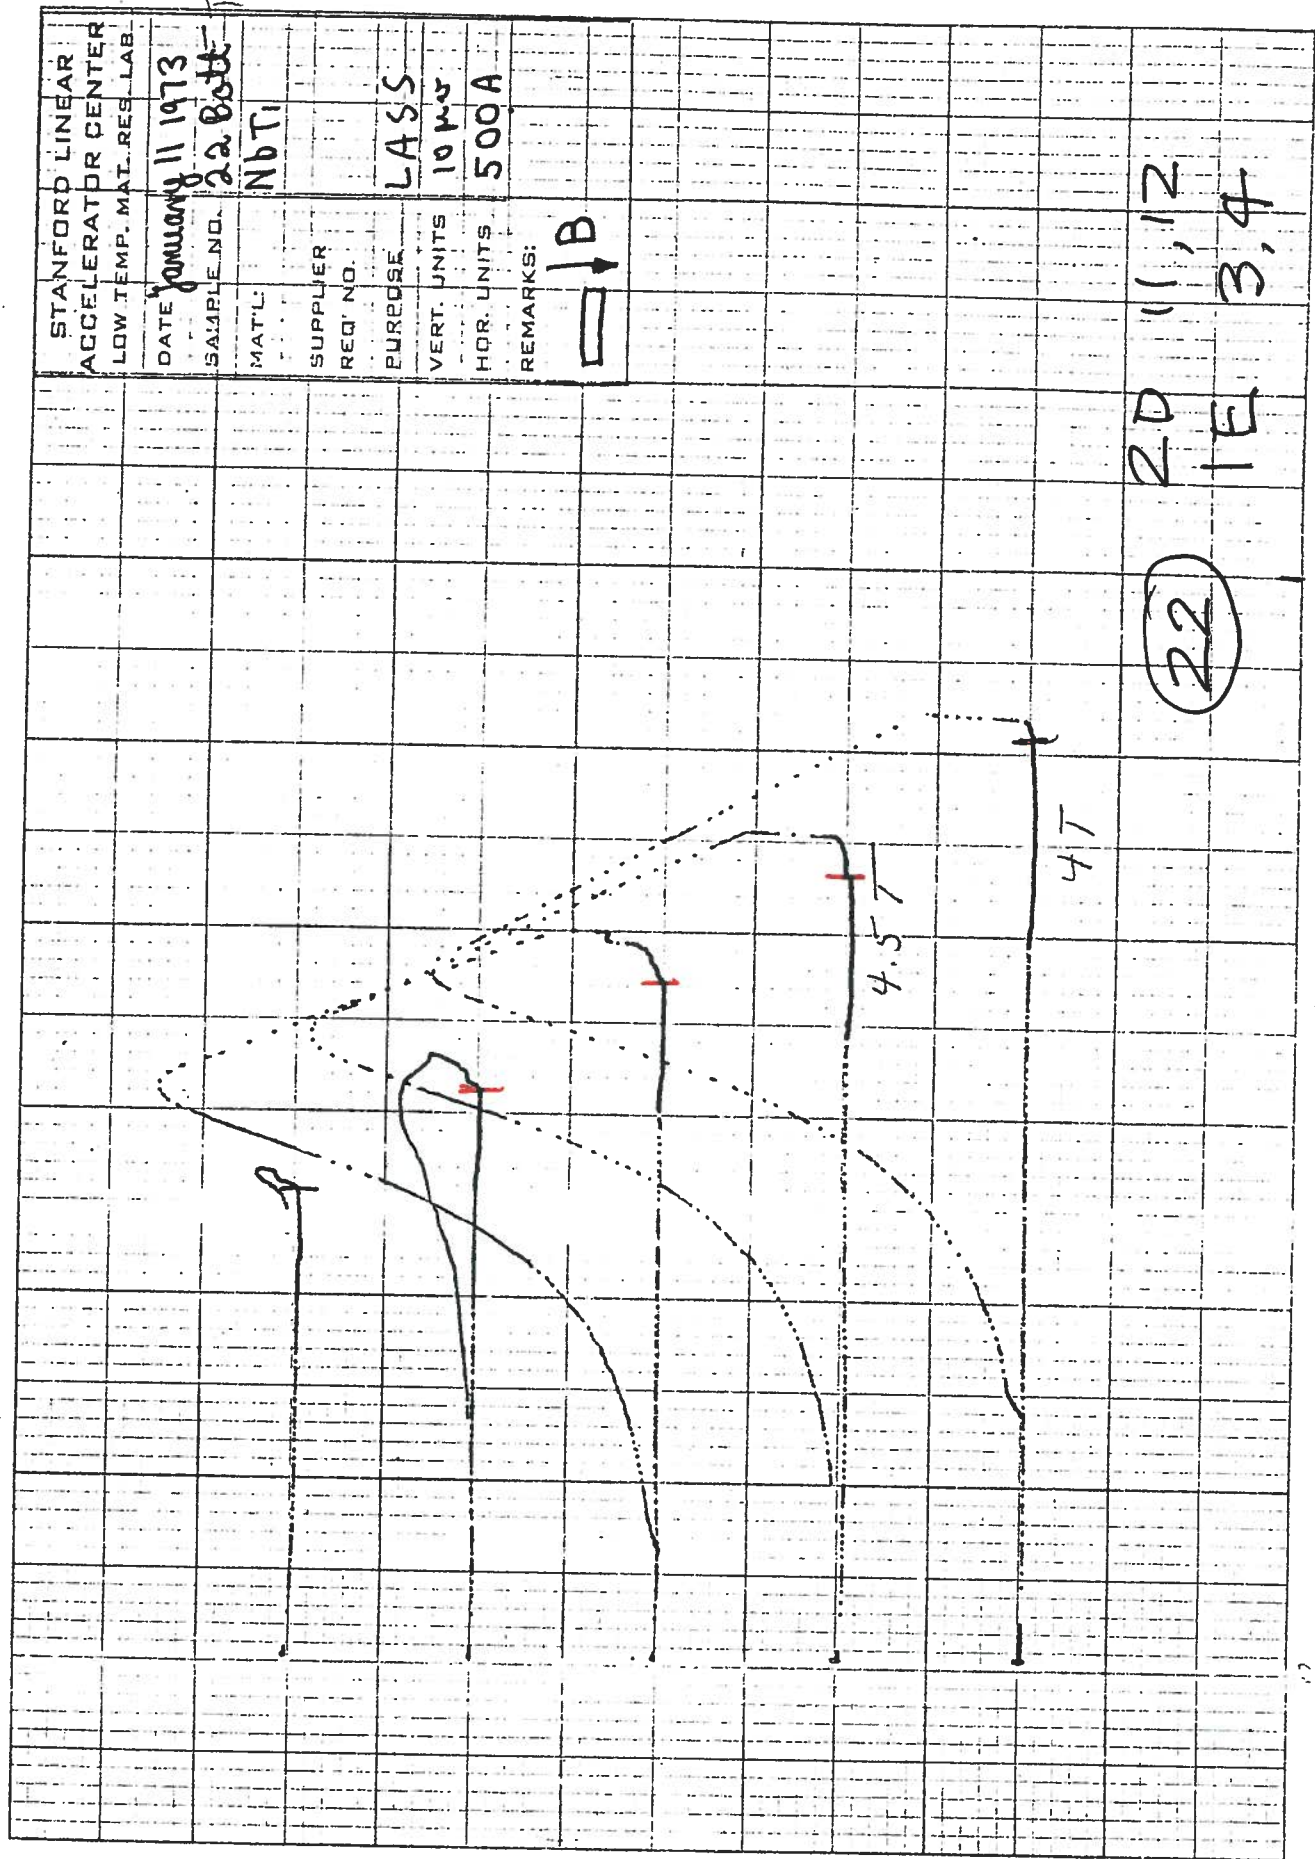 STANFORD LINEAR
ACCELERATOR CENTER
LOW TEMP. MAT. RES. LAB
DATE January 11 1973
SAMPLE NO. 22 Bott
MAT'L: NbTi
SUPPLIER
REQ' NO.
PURPOSE LASS
VERT. UNITS 10 μv
HOR. UNITS 500A
REMARKS:
B
4.5T
4T
22
2D 11,12
1E 3,4